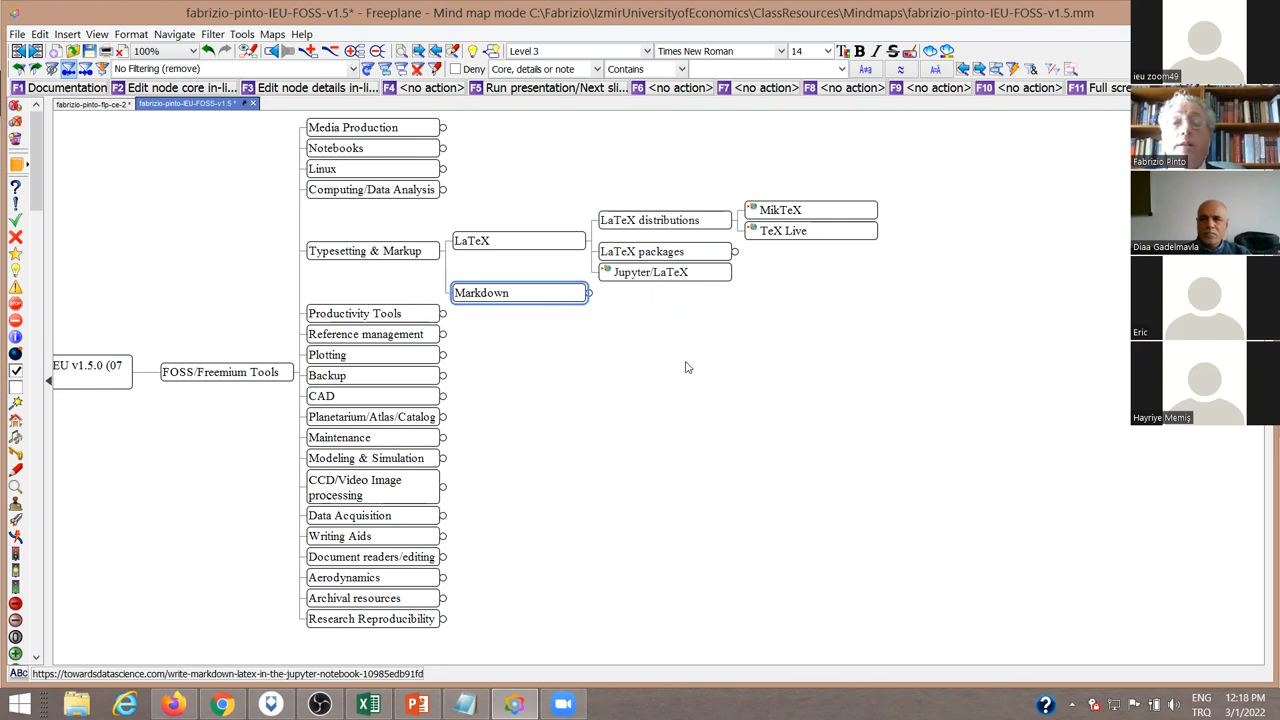 fabrizio-pinto-IEU-FOSS-v1.5* - Freeplane - Mind map mode C:\Fabrizio\IzmirUniversityofEconomics\ClassResources\Mindmaps\fabrizio-pinto-IEU-FOSS-v1.5.mm
File Edit Insert View Format Navigate Filter Tools Maps Help
100% Level 3 Times New Roman 14
No Filtering (remove) Deny Core, details or note Contains
F1 Documentation F2 Edit node core in-li... F3 Edit node details in-l... F4 <no action> F5 Run presentation/Next sli... F6 <no action> F7 <no action> F8 <no action> F9 <no action> F10 <no action> F11 Full scre
fabrizio-pinto-flp-ce-2 * fabrizio-pinto-IEU-FOSS-v1.5 *
Media Production
Notebooks
Linux
Computing/Data Analysis
Typesetting & Markup
LaTeX
LaTeX distributions
MikTeX
TeX Live
LaTeX packages
Jupyter/LaTeX
Markdown
Productivity Tools
Reference management
Plotting
EU v1.5.0 (07
FOSS/Freemium Tools
Backup
CAD
Planetarium/Atlas/Catalog
Maintenance
Modeling & Simulation
CCD/Video Image
processing
Data Acquisition
Writing Aids
Document readers/editing
Aerodynamics
Archival resources
Research Reproducibility
ABc https://towardsdatascience.com/write-markdown-latex-in-the-jupyter-notebook-10985edb91fd
ieu zoom49
Fabrizio Pinto
Diaa Gadelmavla
Eric
Hayriye Memiş
ENG
TRQ
12:18 PM
3/1/2022